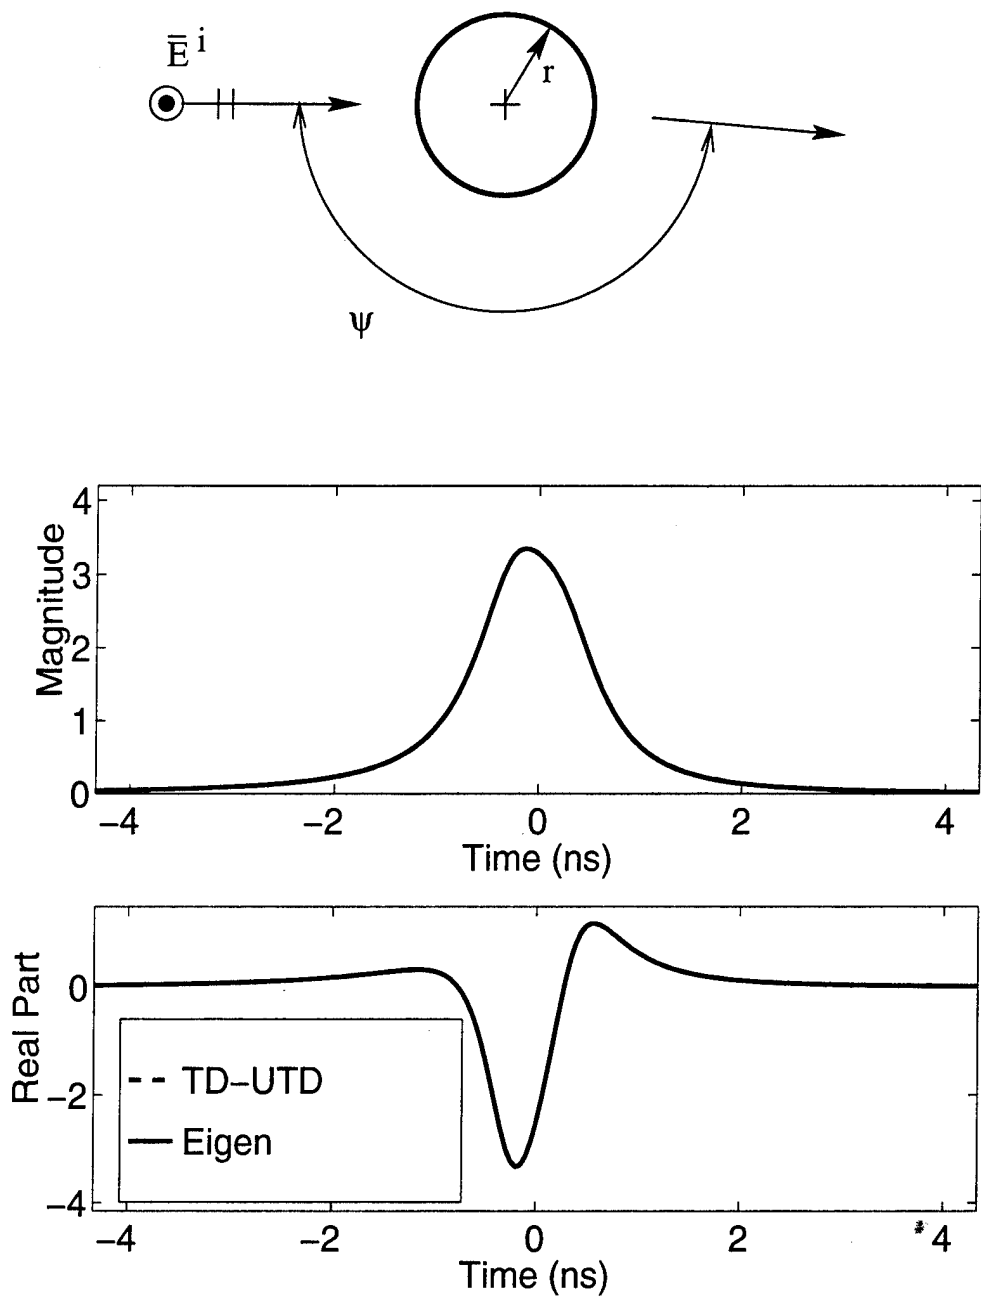 Ē i
r
ψ
4
3
2
1
0
Magnitude
−4 −2 0 2 4
Time (ns)
0
−2
−4
Real Part
TD−UTD
Eigen
−4 −2 0 2 4
Time (ns)